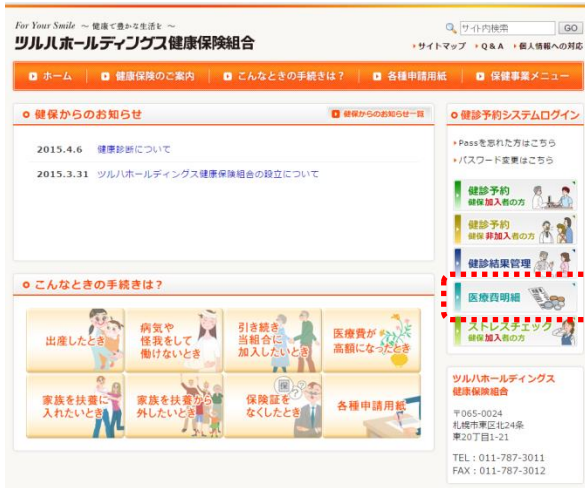 For Your Smile ～ 健康で豊かな生活を ～
ツルハホールディングス健康保険組合
サイト内検索 GO
サイトマップ Q&A 個人情報への対応
ホーム 健康保険のご案内 こんなときの手続きは？ 各種申請用紙 保健事業メニュー
健保からのお知らせ
健保からのお知らせ一覧
2015.4.6 健康診断について
2015.3.31 ツルハホールディングス健康保険組合の設立について
こんなときの手続きは？
出産したとき
病気や
怪我をして
働けないとき
引き続き
当組合に
加入したいとき
医療費が
高額になったとき
家族を扶養に
入れたいとき
家族を扶養から
外したいとき
保険証を
なくしたとき
各種申請用紙
健診予約システムログイン
Passを忘れた方はこちら
パスワード変更はこちら
健診予約
健保加入者の方
健診予約
健保非加入者の方
健診結果管理
医療費明細
ストレスチェック
健保加入者の方
ツルハホールディングス
健康保険組合
〒065-0024
札幌市東区北24条
東20丁目1-21
TEL：011-787-3011
FAX：011-787-3012